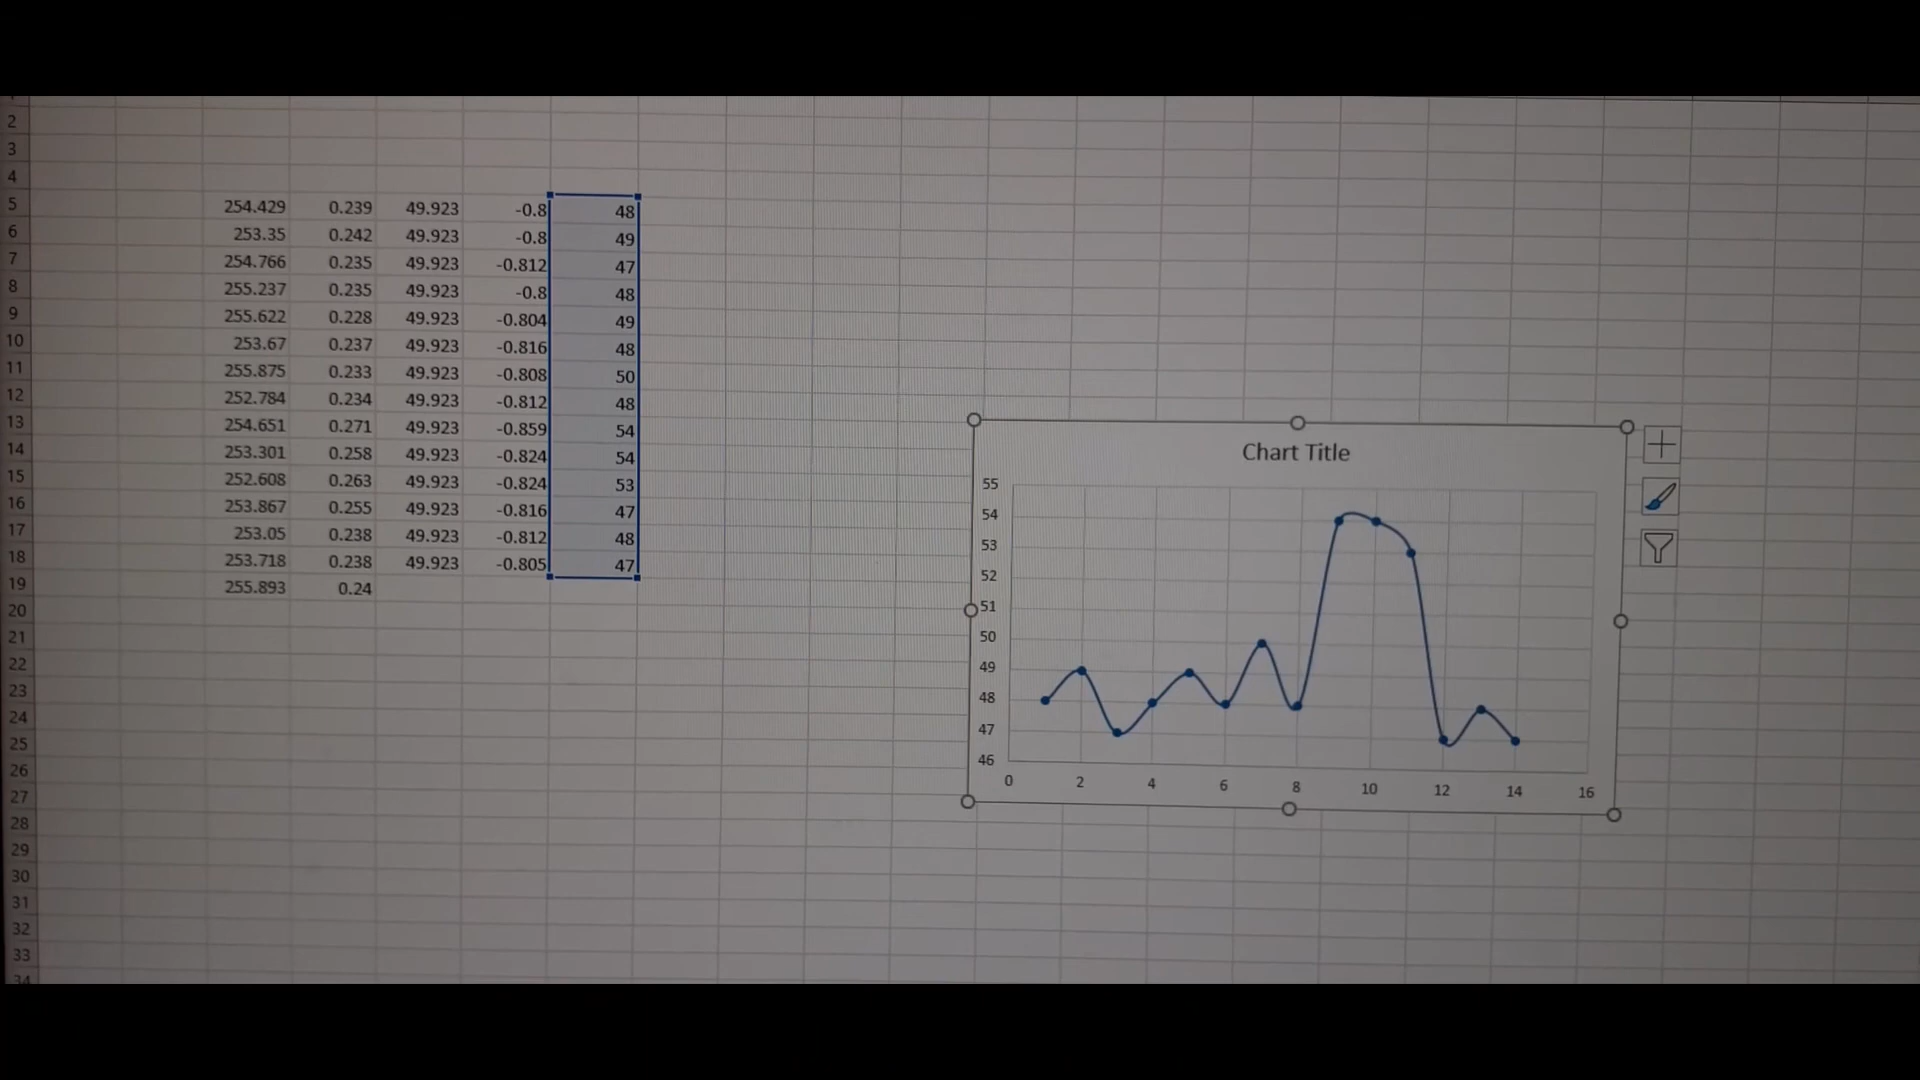 2
3
4
5 254.429 0.239 49.923 -0.8 48
6 253.35 0.242 49.923 -0.8 49
7 254.766 0.235 49.923 -0.812 47
8 255.237 0.235 49.923 -0.8 48
9 255.622 0.228 49.923 -0.804 49
10 253.67 0.237 49.923 -0.816 48
11 255.875 0.233 49.923 -0.808 50
12 252.784 0.234 49.923 -0.812 48
13 254.651 0.271 49.923 -0.859 54
14 253.301 0.258 49.923 -0.824 54
15 252.608 0.263 49.923 -0.824 53
16 253.867 0.255 49.923 -0.816 47
17 253.05 0.238 49.923 -0.812 48
18 253.718 0.238 49.923 -0.805 47
19 255.893 0.24
20
21
22
23
24
25
26
27
28
29
30
31
32
33
34
Chart Title
55
54
53
52
51
50
49
48
47
46
0 2 4 6 8 10 12 14 16